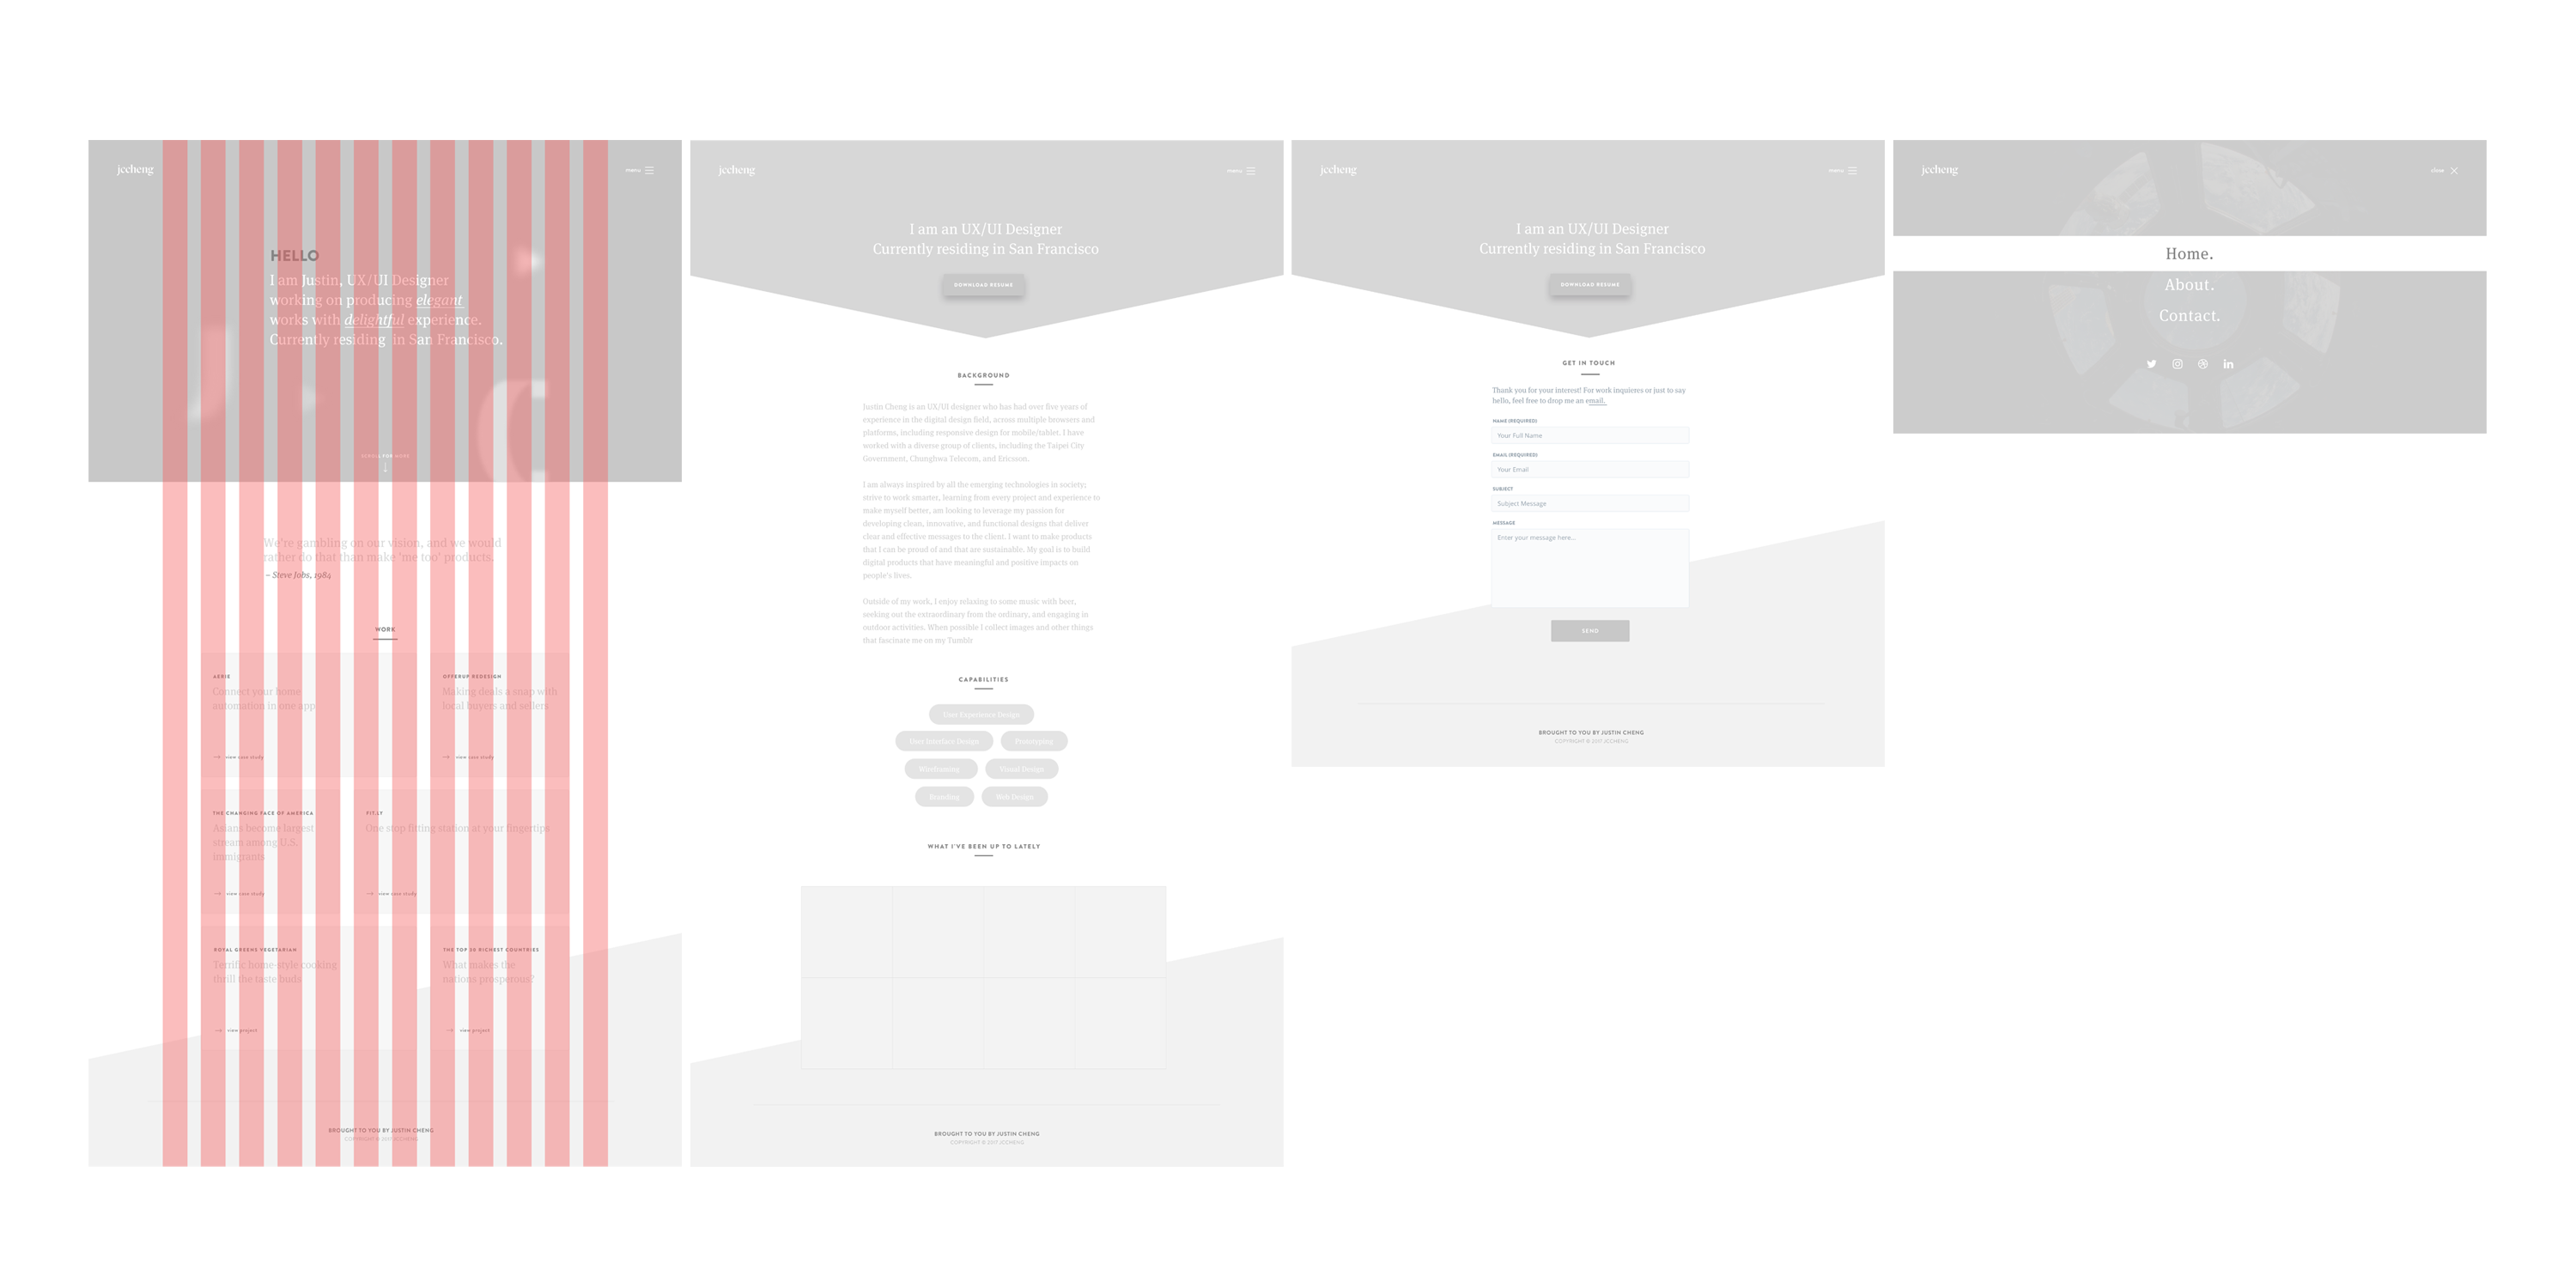 jccheng
menu
HELLO
I am Justin, UX/UI Designer
working on producing elegant
works with delightful experience.
Currently residing in San Francisco.
SCROLL FOR MORE
We're gambling on our vision, and we would
rather do that than make 'me too' products.
– Steve Jobs, 1984
WORK
AERIE
Connect your home
automation in one app
view case study
OFFERUP REDESIGN
Making deals a snap with
local buyers and sellers
view case study
THE CHANGING FACE OF AMERICA
Asians become largest
stream among U.S.
immigrants
view case study
FIT.LY
One stop fitting station at your fingertips
view case study
ROYAL GREENS VEGETARIAN
Terrific home-style cooking
thrill the taste buds
view project
THE TOP 20 RICHEST COUNTRIES
What makes the
nations prosperous?
view project
BROUGHT TO YOU BY JUSTIN CHENG
COPYRIGHT © 2017 JCCHENG
jccheng
menu
I am an UX/UI Designer
Currently residing in San Francisco
DOWNLOAD RESUME
BACKGROUND
Justin Cheng is an UX/UI designer who has had over five years of
experience in the digital design field, across multiple browsers and
platforms, including responsive design for mobile/tablet. I have
worked with a diverse group of clients, including the Taipei City
Government, Chunghwa Telecom, and Ericsson.
I am always inspired by all the emerging technologies in society;
strive to work smarter, learning from every project and experience to
make myself better, am looking to leverage my passion for
developing clean, innovative, and functional designs that deliver
clear and effective messages to the client. I want to make products
that I can be proud of and that are sustainable. My goal is to build
digital products that have meaningful and positive impacts on
people's lives.
Outside of my work, I enjoy relaxing to some music with beer,
seeking out the extraordinary from the ordinary, and engaging in
outdoor activities. When possible I collect images and other things
that fascinate me on my Tumblr
CAPABILITIES
User Experience Design
User Interface Design
Prototyping
Wireframing
Visual Design
Branding
Web Design
WHAT I'VE BEEN UP TO LATELY
BROUGHT TO YOU BY JUSTIN CHENG
COPYRIGHT © 2017 JCCHENG
jccheng
menu
I am an UX/UI Designer
Currently residing in San Francisco
DOWNLOAD RESUME
GET IN TOUCH
Thank you for your interest! For work inquieres or just to say
hello, feel free to drop me an email.
NAME (REQUIRED)
Your Full Name
EMAIL (REQUIRED)
Your Email
SUBJECT
Subject Message
MESSAGE
Enter your message here...
SEND
BROUGHT TO YOU BY JUSTIN CHENG
COPYRIGHT © 2017 JCCHENG
jccheng
close
Home.
About.
Contact.